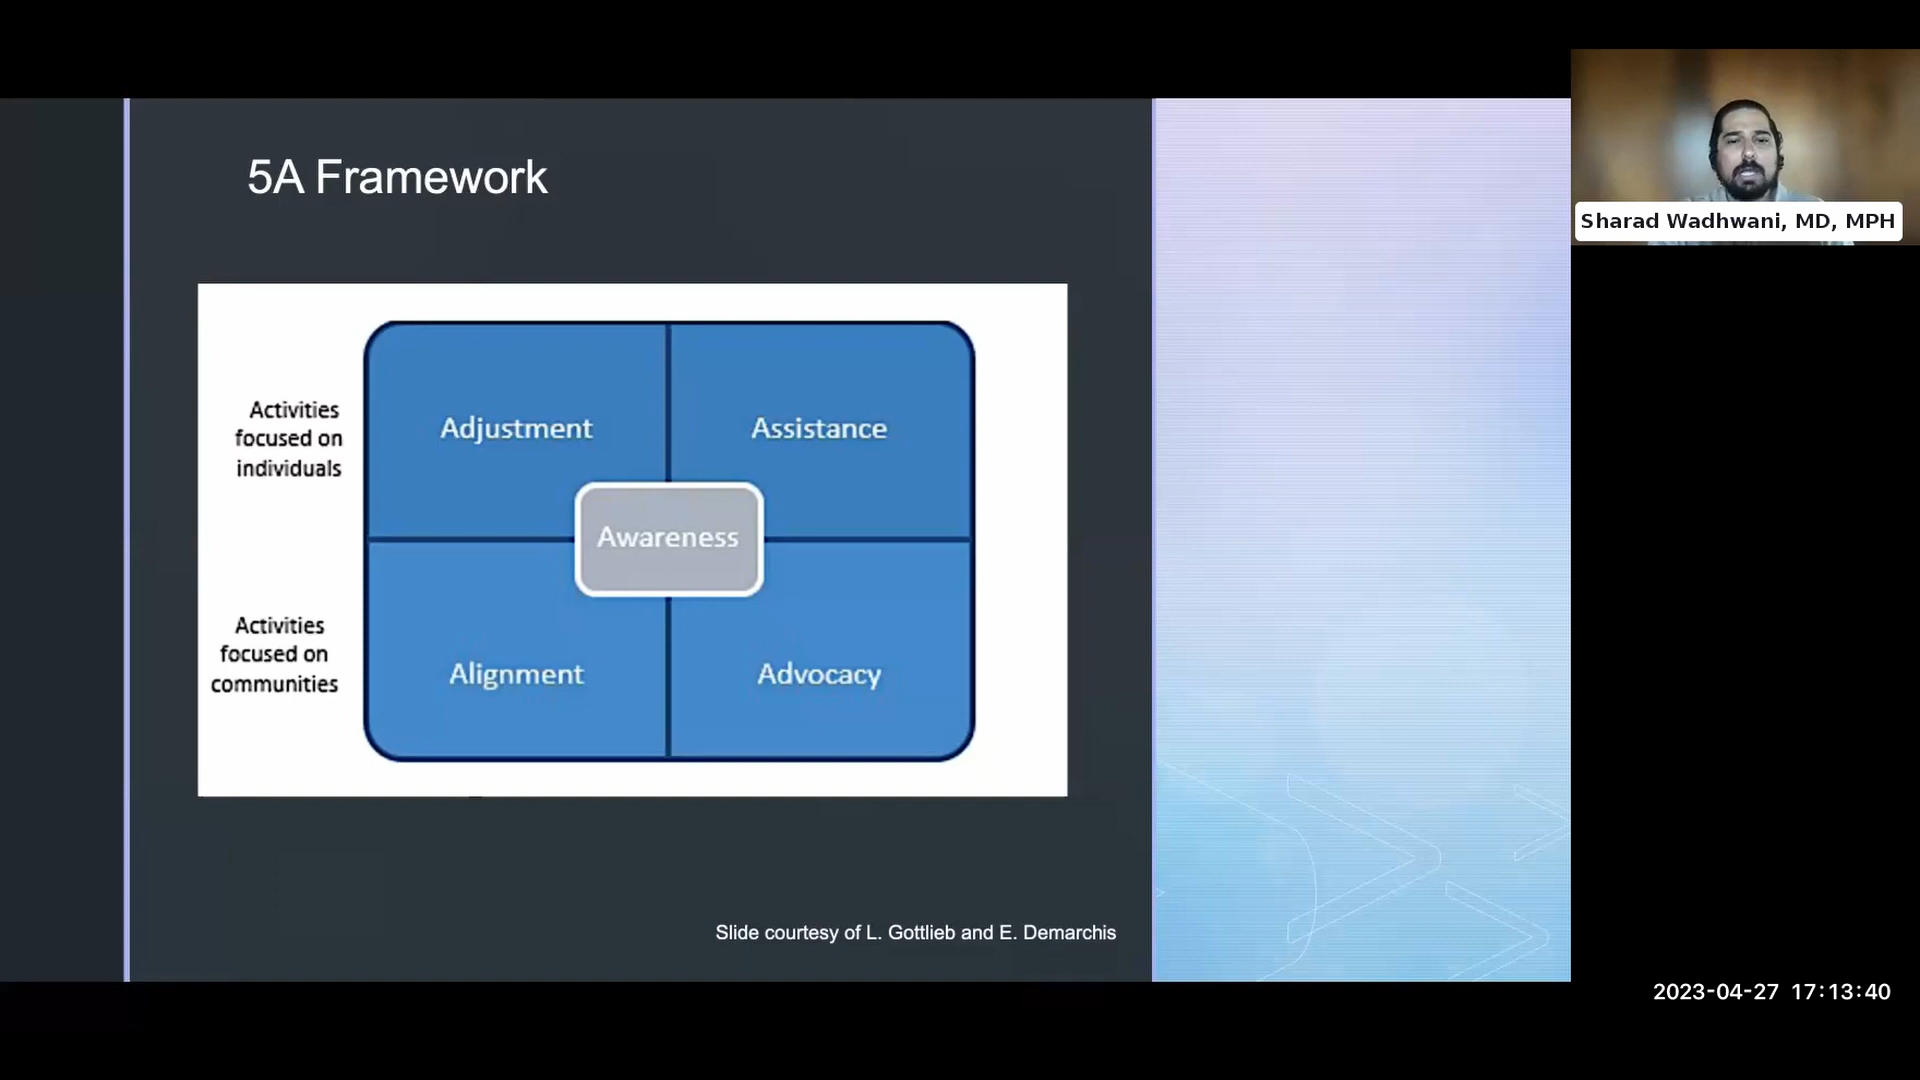 5A Framework
Sharad Wadhwani, MD, MPH
Activities
focused on
individuals
Adjustment
Assistance
Awareness
Activities
focused on
communities
Alignment
Advocacy
Slide courtesy of L. Gottlieb and E. Demarchis
2023-04-27 17:13:40